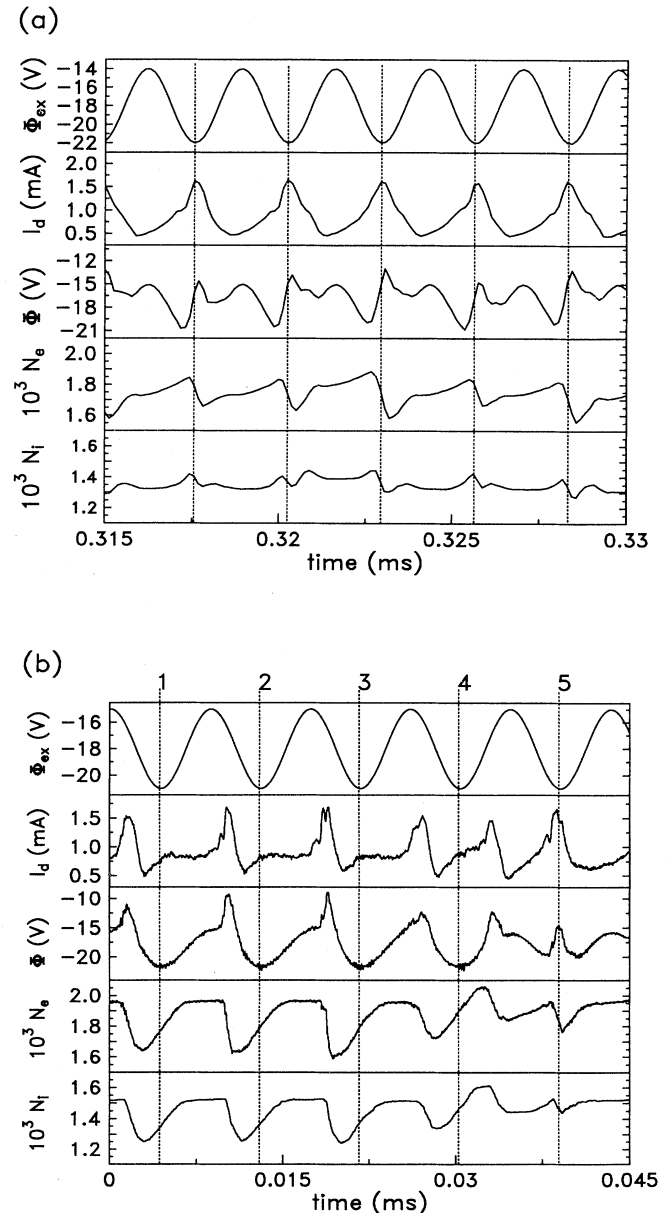 (a)
Φex (V)
−14
−16
−18
−20
−22
Id (mA)
2.0
1.5
1.0
0.5
Φ (V)
−12
−15
−18
−21
10³ Ne
2.0
1.8
1.6
10³ Ni
1.6
1.4
1.2
0.315 0.32 0.325 0.33
time (ms)
(b)
1 2 3 4 5
Φex (V)
−16
−18
−20
Id (mA)
1.5
1.0
0.5
Φ (V)
−10
−15
−20
10³ Ne
2.0
1.8
1.6
10³ Ni
1.6
1.4
1.2
0 0.015 0.03 0.045
time (ms)